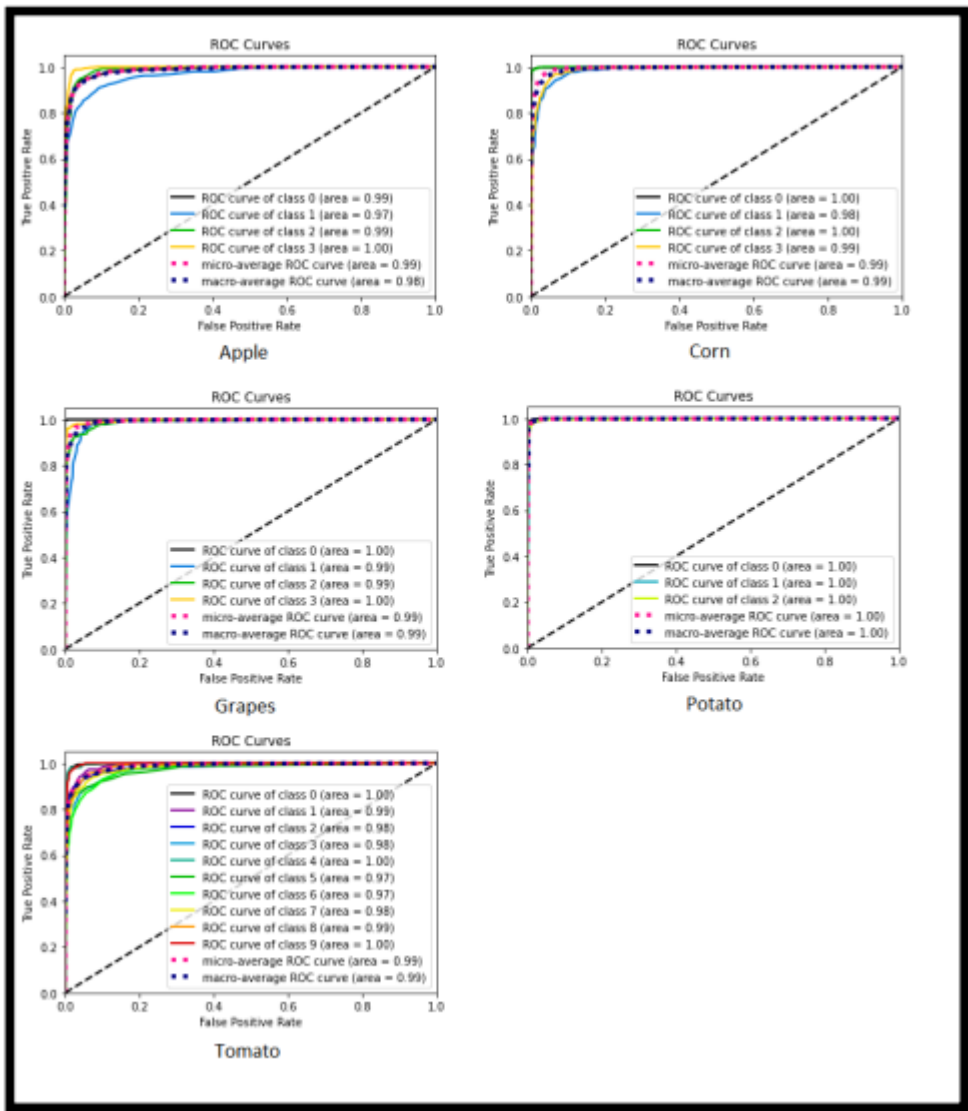 ROC Curves
True Positive Rate
1.0
0.8
0.6
0.4
0.2
0.0
ROC curve of class 0 (area = 0.99)
ROC curve of class 1 (area = 0.97)
ROC curve of class 2 (area = 0.99)
ROC curve of class 3 (area = 1.00)
micro-average ROC curve (area = 0.99)
macro-average ROC curve (area = 0.98)
0.0 0.2 0.4 0.6 0.8 1.0
False Positive Rate
Apple
ROC Curves
True Positive Rate
1.0
0.8
0.6
0.4
0.2
0.0
ROC curve of class 0 (area = 1.00)
ROC curve of class 1 (area = 0.98)
ROC curve of class 2 (area = 1.00)
ROC curve of class 3 (area = 0.99)
micro-average ROC curve (area = 0.99)
macro-average ROC curve (area = 0.99)
0.0 0.2 0.4 0.6 0.8 1.0
False Positive Rate
Corn
ROC Curves
True Positive Rate
1.0
0.8
0.6
0.4
0.2
0.0
ROC curve of class 0 (area = 1.00)
ROC curve of class 1 (area = 0.99)
ROC curve of class 2 (area = 0.99)
ROC curve of class 3 (area = 1.00)
micro-average ROC curve (area = 0.99)
macro-average ROC curve (area = 0.99)
0.0 0.2 0.4 0.6 0.8 1.0
False Positive Rate
Grapes
ROC Curves
True Positive Rate
1.0
0.8
0.6
0.4
0.2
0.0
ROC curve of class 0 (area = 1.00)
ROC curve of class 1 (area = 1.00)
ROC curve of class 2 (area = 1.00)
micro-average ROC curve (area = 1.00)
macro-average ROC curve (area = 1.00)
0.0 0.2 0.4 0.6 0.8 1.0
False Positive Rate
Potato
ROC Curves
True Positive Rate
1.0
0.8
0.6
0.4
0.2
0.0
ROC curve of class 0 (area = 1.00)
ROC curve of class 1 (area = 0.99)
ROC curve of class 2 (area = 0.98)
ROC curve of class 3 (area = 0.98)
ROC curve of class 4 (area = 1.00)
ROC curve of class 5 (area = 0.97)
ROC curve of class 6 (area = 0.97)
ROC curve of class 7 (area = 0.98)
ROC curve of class 8 (area = 0.99)
ROC curve of class 9 (area = 1.00)
micro-average ROC curve (area = 0.99)
macro-average ROC curve (area = 0.99)
0.0 0.2 0.4 0.6 0.8 1.0
False Positive Rate
Tomato